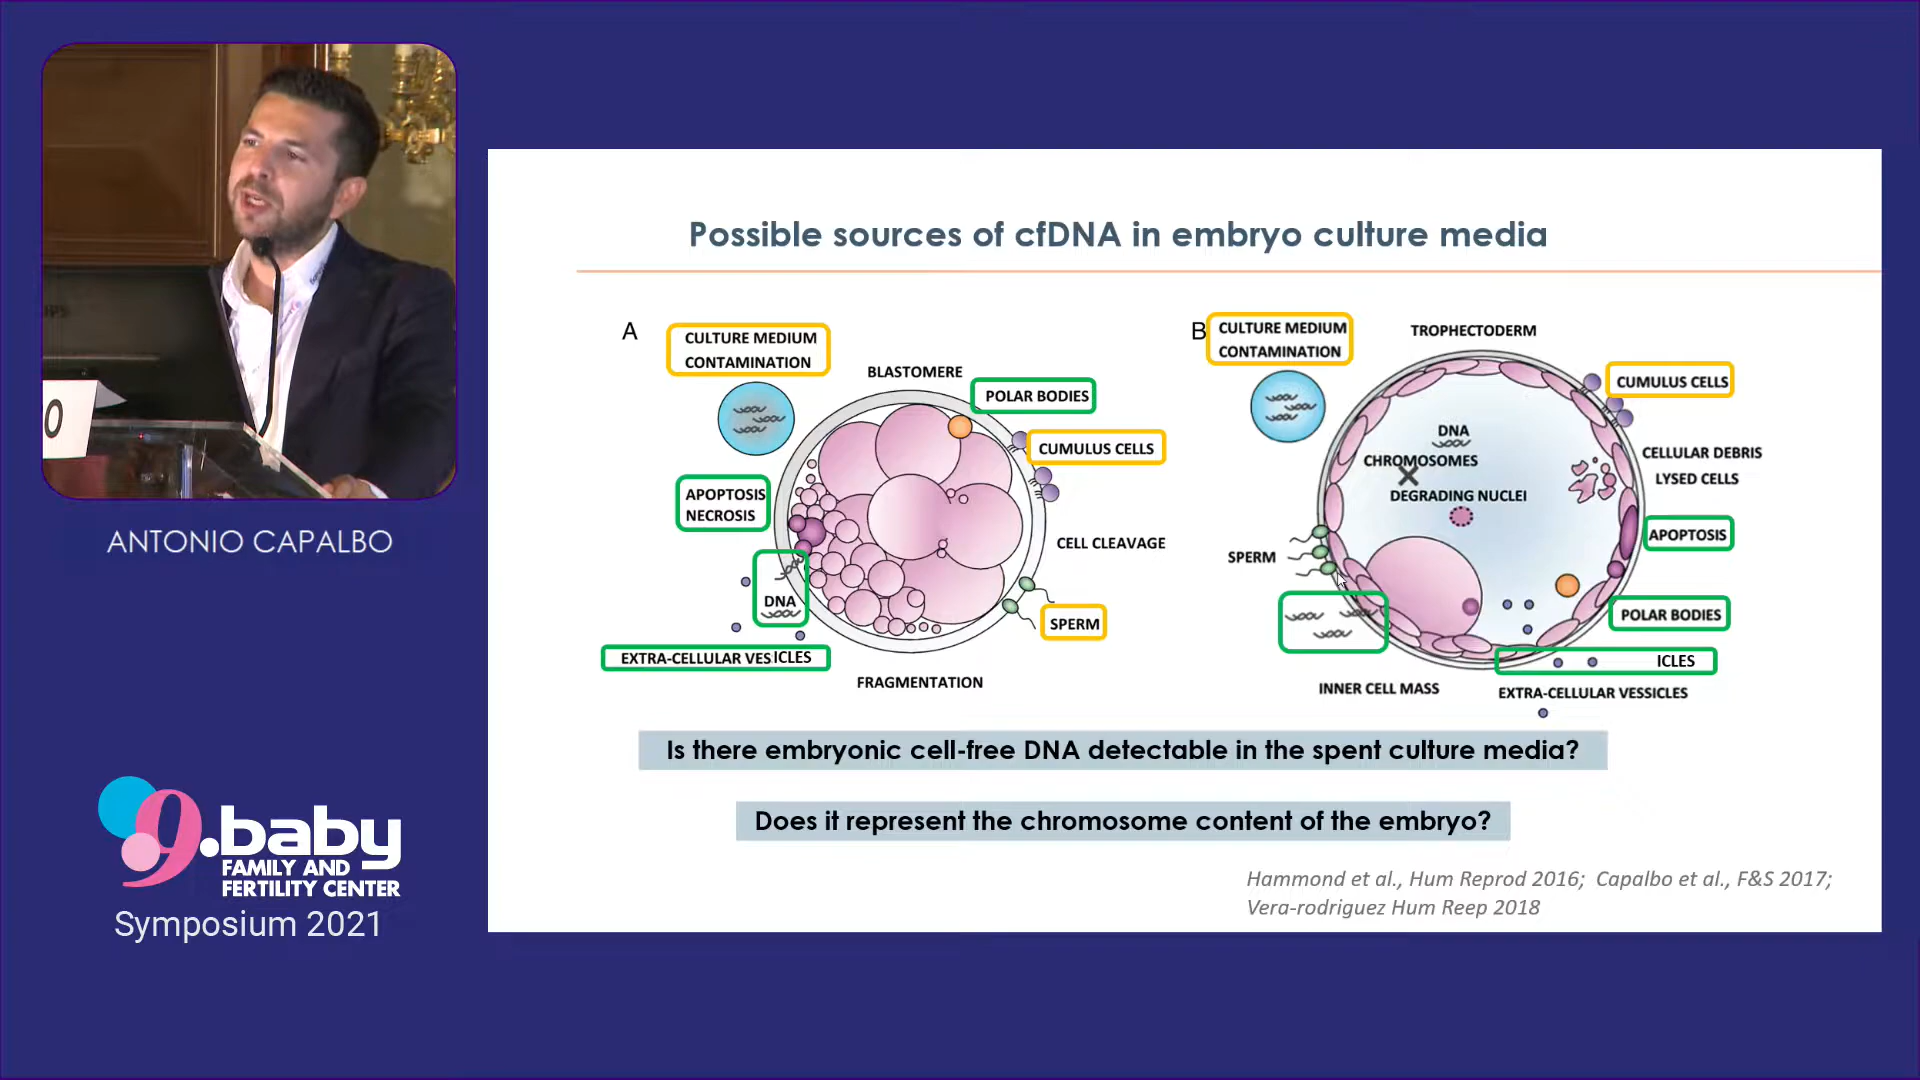 O
ANTONIO CAPALBO
9.baby
FAMILY AND
FERTILITY CENTER
Symposium 2021
Possible sources of cfDNA in embryo culture media
A
CULTURE MEDIUM
CONTAMINATION
BLASTOMERE
POLAR BODIES
CUMULUS CELLS
APOPTOSIS
NECROSIS
CELL CLEAVAGE
DNA
SPERM
EXTRA-CELLULAR VESICLES
FRAGMENTATION
B
CULTURE MEDIUM
CONTAMINATION
TROPHECTODERM
CUMULUS CELLS
DNA
CHROMOSOMES
DEGRADING NUCLEI
CELLULAR DEBRIS
LYSED CELLS
APOPTOSIS
SPERM
POLAR BODIES
ICLES
INNER CELL MASS
EXTRA-CELLULAR VESSICLES
Is there embryonic cell-free DNA detectable in the spent culture media?
Does it represent the chromosome content of the embryo?
Hammond et al., Hum Reprod 2016; Capalbo et al., F&S 2017;
Vera-rodriguez Hum Reep 2018